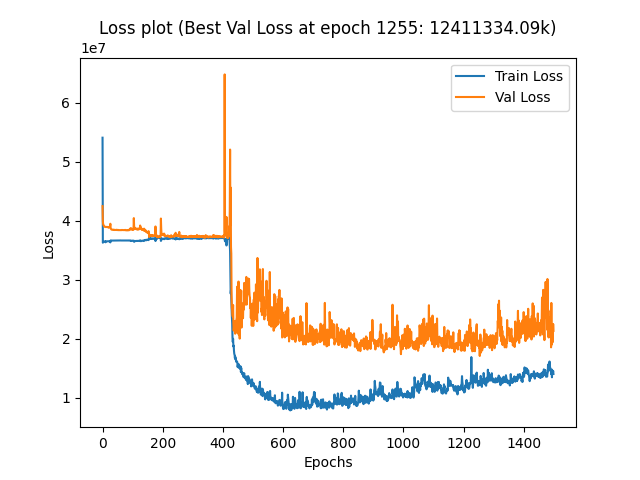 Loss plot (Best Val Loss at epoch 1255: 12411334.09k)
1e7
Train Loss
Val Loss
6
5
4
3
2
1
Loss
0 200 400 600 800 1000 1200 1400
Epochs